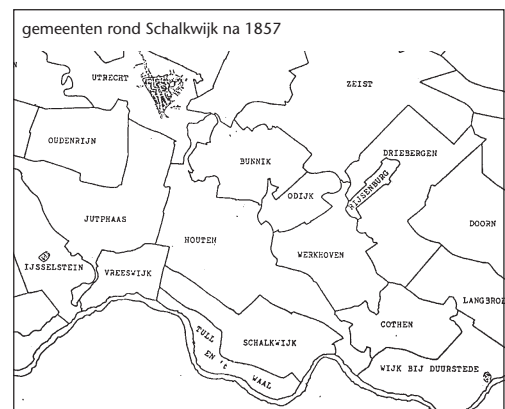 gemeenten rond Schalkwijk na 1857
UTRECHT
ZEIST
OUDENRIJN
DRIEBERGEN
BUNNIK
RIJSENBURG
ODIJK
JUTPHAAS
DOORN
HOUTEN
WERKHOVEN
IJSSELSTEIN
VREESWIJK
LANGBROE
COTHEN
TULL
EN 't
WAAL
SCHALKWIJK
WIJK BIJ DUURSTEDE